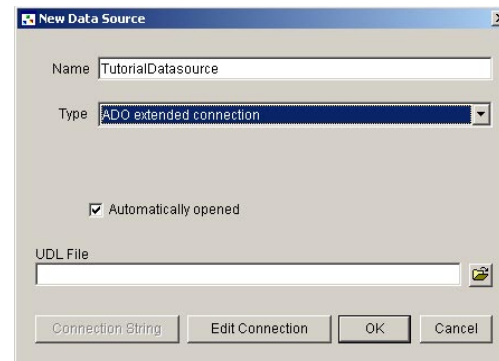 New Data Source
Name TutorialDatasource
Type ADO extended connection
Automatically opened
UDL File
Connection String Edit Connection OK Cancel